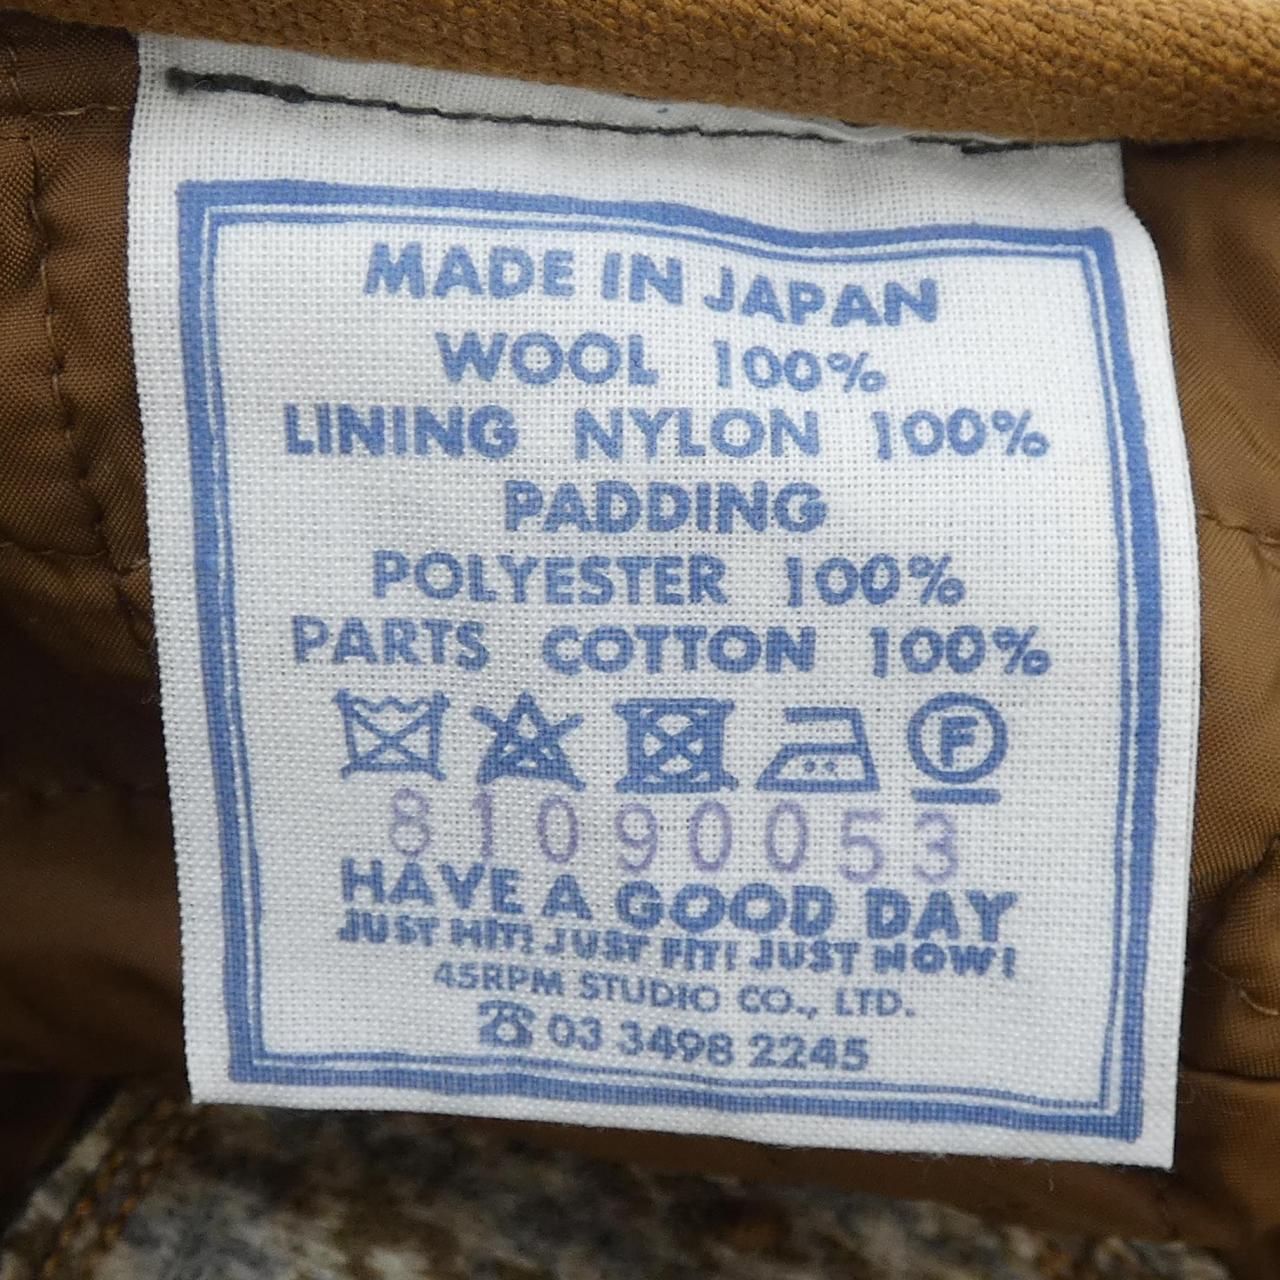 MADE IN JAPAN
WOOL 100%
LINING NYLON 100%
PADDING
POLYESTER 100%
PARTS COTTON 100%
F
81090053
HAVE A GOOD DAY
JUST HIT! JUST FIT! JUST NOW!
45RPM STUDIO CO., LTD.
☎ 03 3498 2245